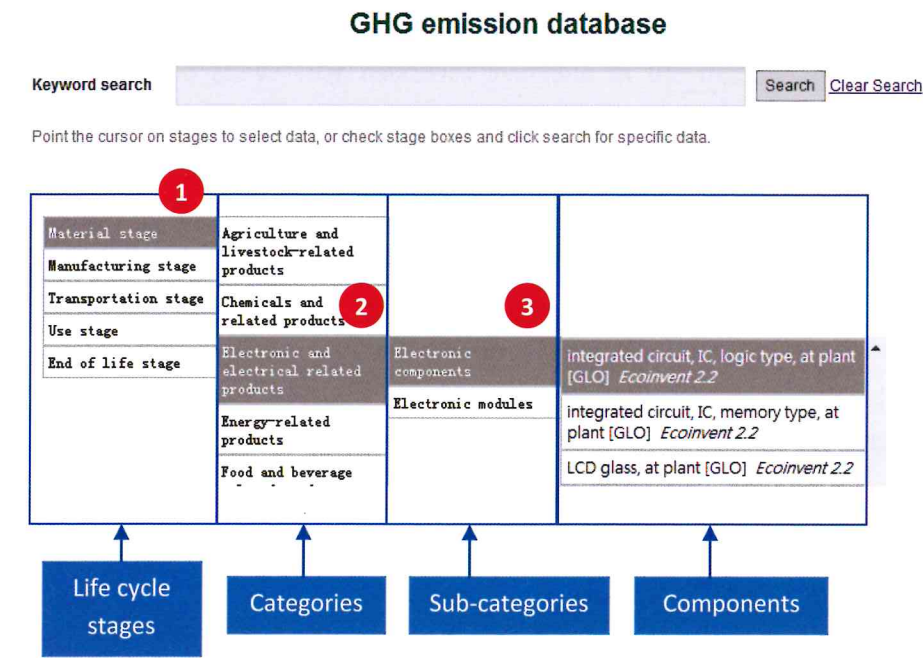 GHG emission database
Keyword search
Search Clear Search
Point the cursor on stages to select data, or check stage boxes and click search for specific data.
1
Material stage
Manufacturing stage
Transportation stage
Use stage
End of life stage
Agriculture and
livestock-related
products
Chemicals and
related products
2
Electronic and
electrical related
products
Energy-related
products
Food and beverage
3
Electronic
components
Electronic modules
integrated circuit, IC, logic type, at plant
[GLO] Ecoinvent 2.2
integrated circuit, IC, memory type, at
plant [GLO] Ecoinvent 2.2
LCD glass, at plant [GLO] Ecoinvent 2.2
Life cycle
stages
Categories
Sub-categories
Components